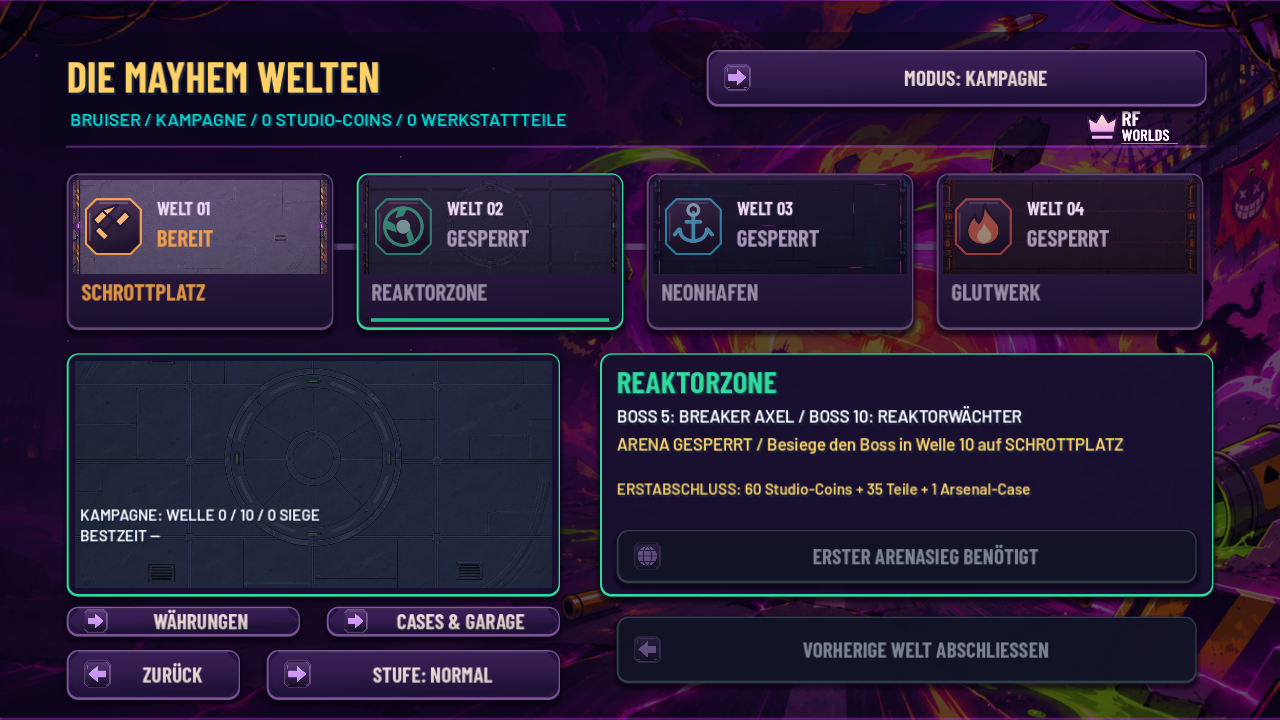 DIE MAYHEM WELTEN
BRUISER / KAMPAGNE / 0 STUDIO-COINS / 0 WERKSTATTTEILE
MODUS: KAMPAGNE
RF
WORLDS
WELT 01
BEREIT
SCHROTTPLATZ
WELT 02
GESPERRT
REAKTORZONE
WELT 03
GESPERRT
NEONHAFEN
WELT 04
GESPERRT
GLUTWERK
KAMPAGNE: WELLE 0 / 10 / 0 SIEGE
BESTZEIT –
REAKTORZONE
BOSS 5: BREAKER AXEL / BOSS 10: REAKTORWÄCHTER
ARENA GESPERRT / Besiege den Boss in Welle 10 auf SCHROTTPLATZ
ERSTABSCHLUSS: 60 Studio-Coins + 35 Teile + 1 Arsenal-Case
ERSTER ARENASIEG BENÖTIGT
WÄHRUNGEN
CASES & GARAGE
ZURÜCK
STUFE: NORMAL
VORHERIGE WELT ABSCHLIESSEN